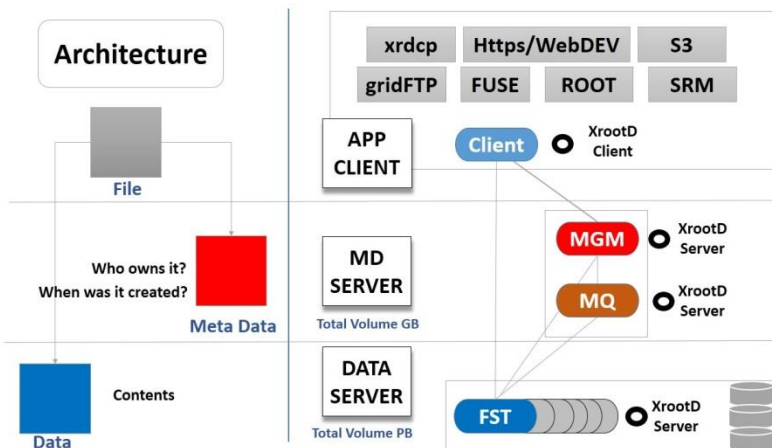 Architecture
xrdcp
Https/WebDEV
S3
gridFTP
FUSE
ROOT
SRM
APP
CLIENT
Client
XrootD
Client
File
Who owns it?
When was it created?
Meta Data
MD
SERVER
Total Volume GB
MGM
XrootD
Server
MQ
XrootD
Server
Contents
Data
DATA
SERVER
Total Volume PB
FST
XrootD
Server